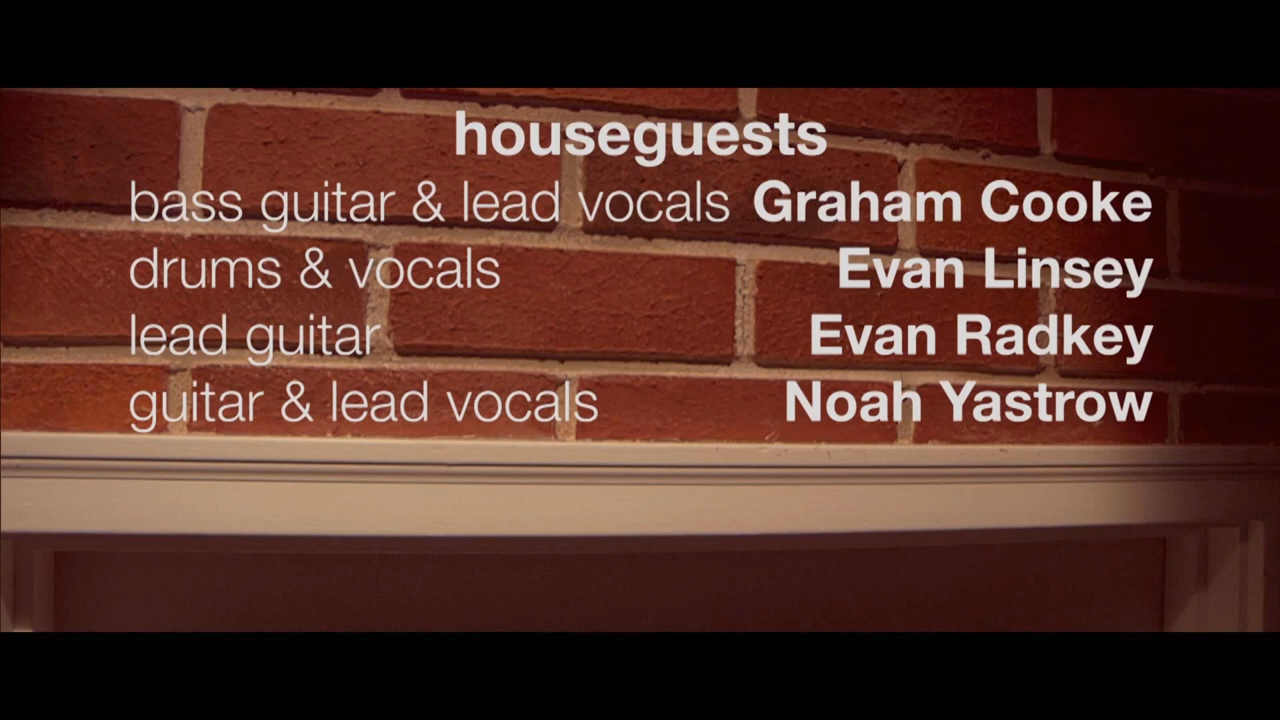 houseguests
bass guitar & lead vocals Graham Cooke
drums & vocals Evan Linsey
lead guitar Evan Radkey
guitar & lead vocals Noah Yastrow